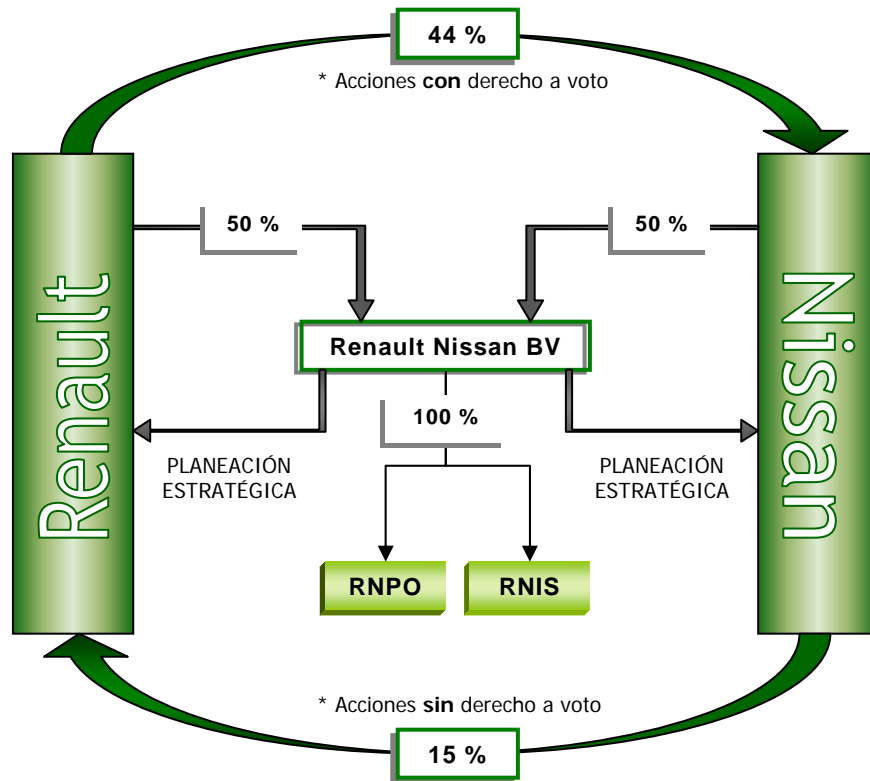 44 %
* Acciones con derecho a voto
50 %
50 %
Renault
Nissan
Renault Nissan BV
100 %
PLANEACIÓN
ESTRATÉGICA
PLANEACIÓN
ESTRATÉGICA
RNPO
RNIS
* Acciones sin derecho a voto
15 %